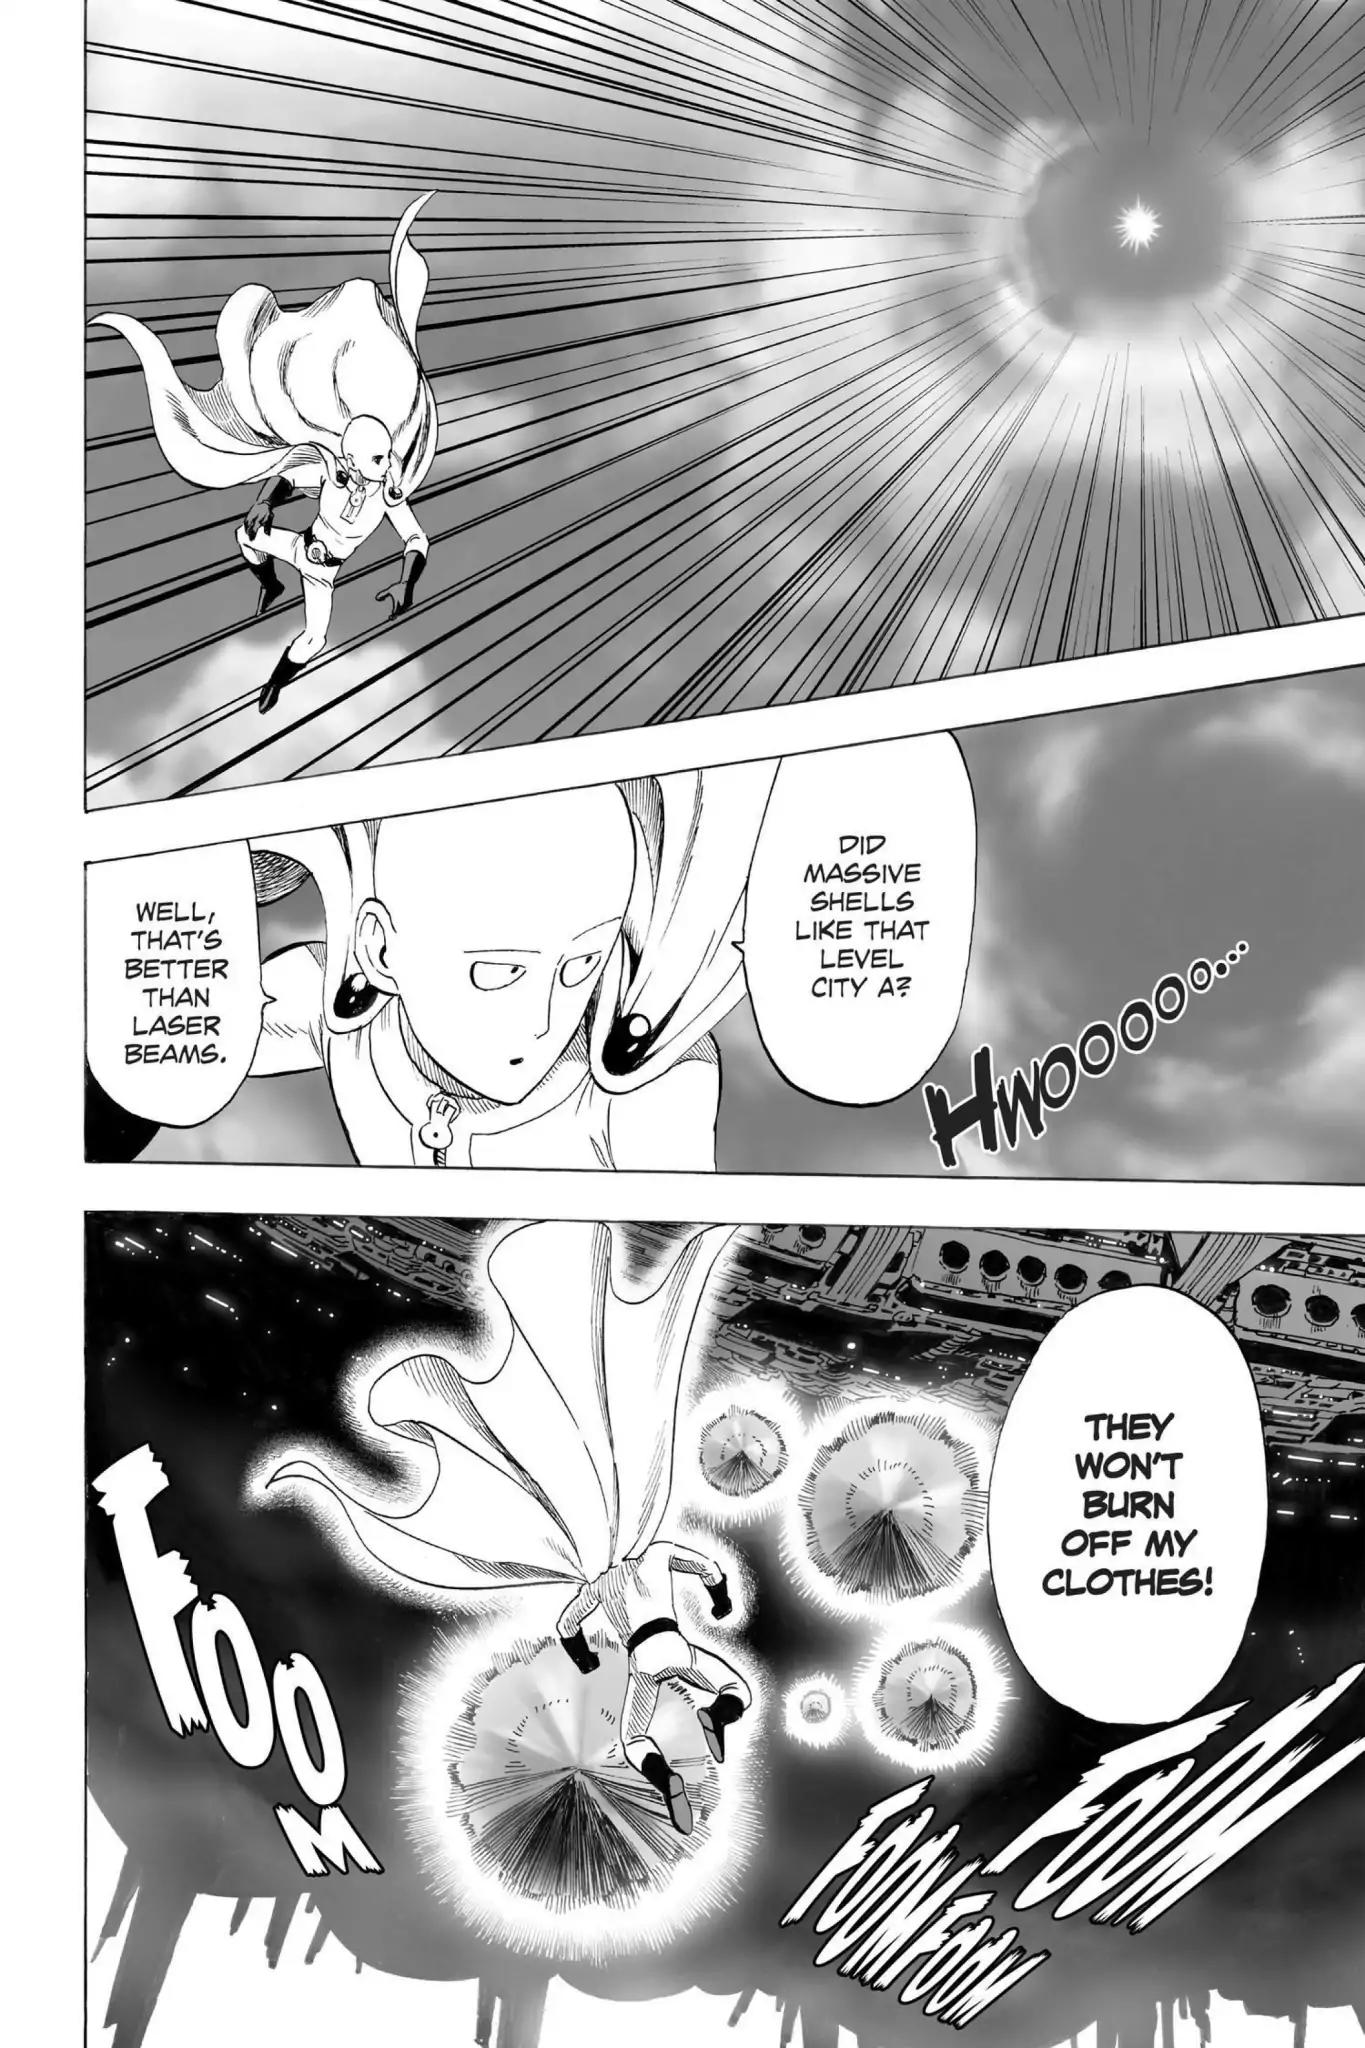 DID
MASSIVE
SHELLS
LIKE THAT
LEVEL
CITY A?
HWOOOOO...
WELL,
THAT'S
BETTER
THAN
LASER
BEAMS.
THEY
WON'T
BURN
OFF MY
CLOTHES!
FOOM
FOOM
FOOM
FOOM